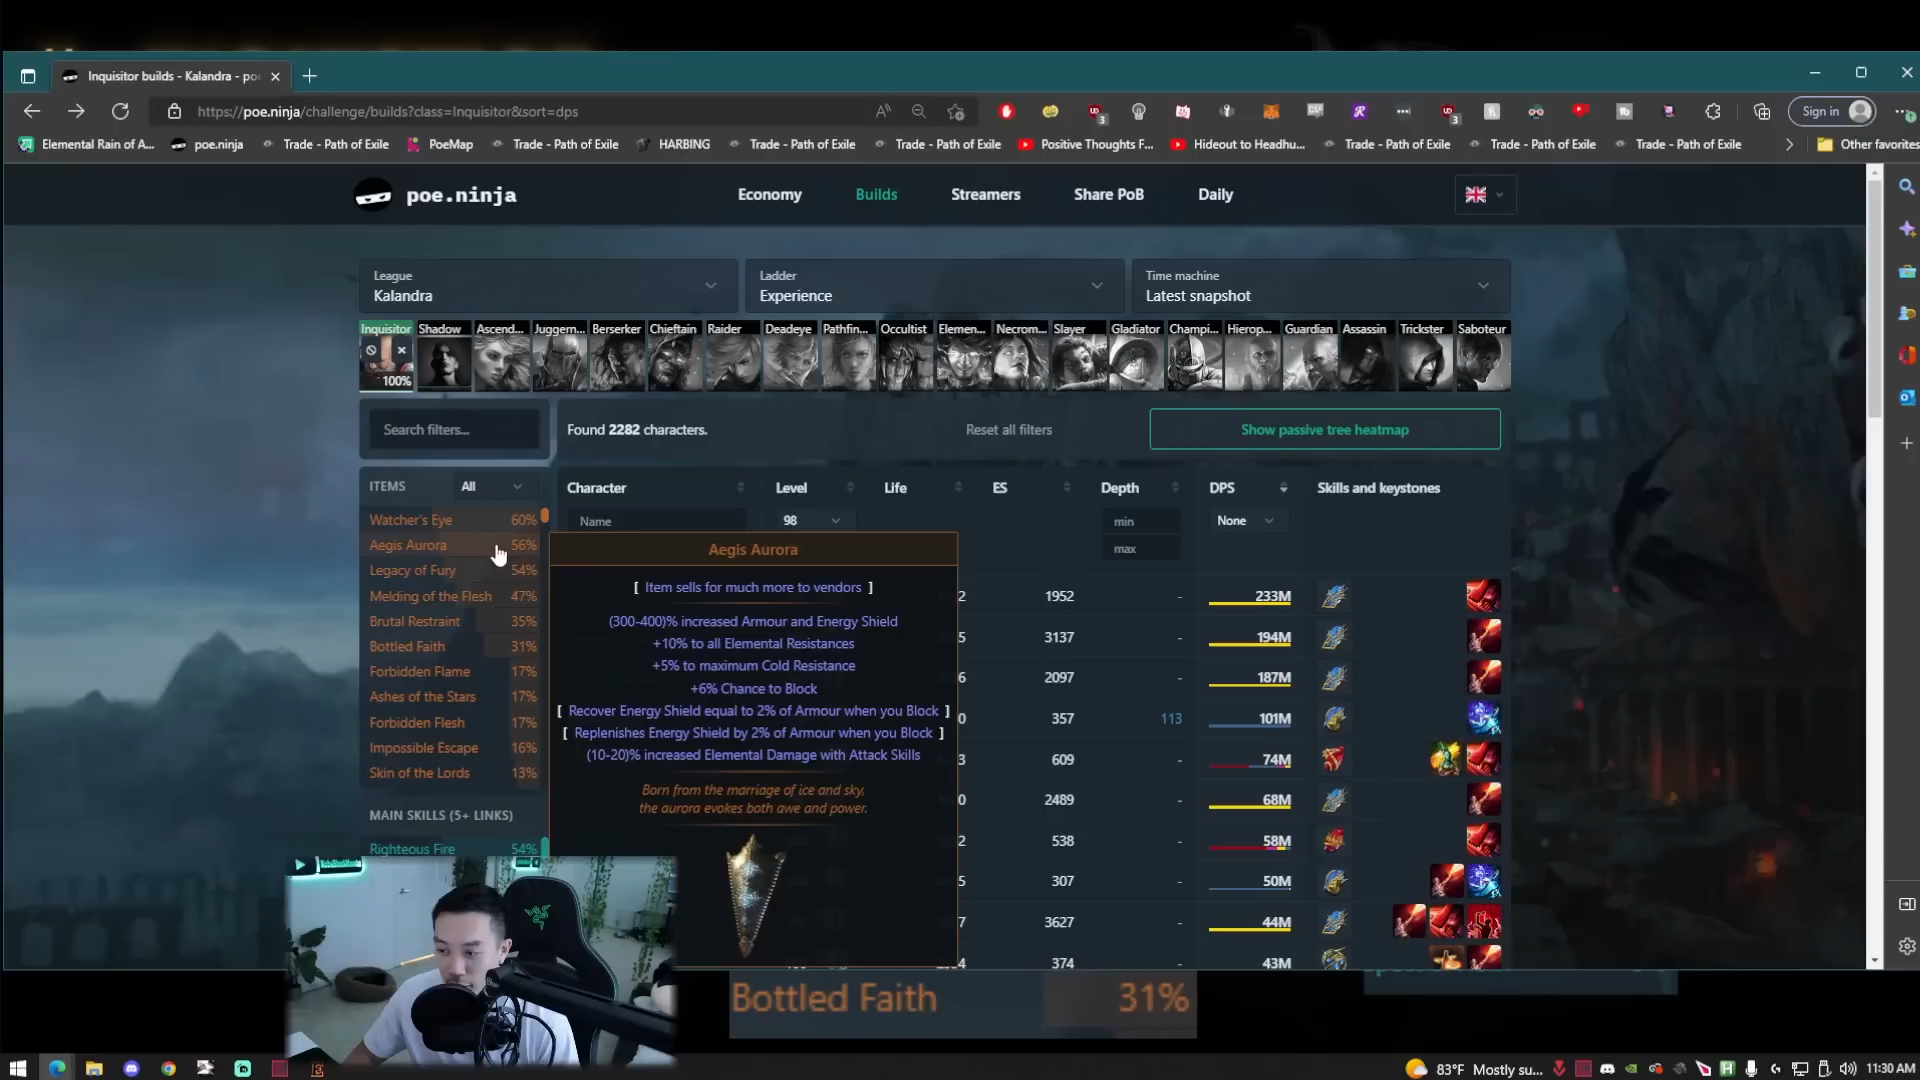 Inquisitor builds - Kalandra - poe
https://poe.ninja/challenge/builds?class=Inquisitor&sort=dps
Sign in
Elemental Rain of A...
poe.ninja
Trade - Path of Exile
PoeMap
Trade - Path of Exile
HARBING
Trade - Path of Exile
Trade - Path of Exile
Positive Thoughts F...
Hideout to Headhu...
Trade - Path of Exile
Trade - Path of Exile
Trade - Path of Exile
Other favorites
poe.ninja
Economy
Builds
Streamers
Share PoB
Daily
League
Kalandra
Ladder
Experience
Time machine
Latest snapshot
Inquisitor
Shadow
Ascend...
Juggern...
Berserker
Chieftain
Raider
Deadeye
Pathfin...
Occultist
Elemen...
Necrom...
Slayer
Gladiator
Champi...
Hierop...
Guardian
Assassin
Trickster
Saboteur
100%
Search filters...
Found 2282 characters.
Reset all filters
Show passive tree heatmap
ITEMS
All
Watcher's Eye 60%
Aegis Aurora 56%
Legacy of Fury 54%
Melding of the Flesh 47%
Brutal Restraint 35%
Bottled Faith 31%
Forbidden Flame 17%
Ashes of the Stars 17%
Forbidden Flesh 17%
Impossible Escape 16%
Skin of the Lords 13%
MAIN SKILLS (5+ LINKS)
Righteous Fire 54%
Character
Level
Life
ES
Depth
DPS
Skills and keystones
Name
98
min
max
None
Aegis Aurora
[ Item sells for much more to vendors ]
(300-400)% increased Armour and Energy Shield
+10% to all Elemental Resistances
+5% to maximum Cold Resistance
+6% Chance to Block
[ Recover Energy Shield equal to 2% of Armour when you Block ]
[ Replenishes Energy Shield by 2% of Armour when you Block ]
(10-20)% increased Elemental Damage with Attack Skills
Born from the marriage of ice and sky,
the aurora evokes both awe and power.
2 1952 - 233M
5 3137 - 194M
6 2097 - 187M
0 357 113 101M
3 609 - 74M
0 2489 - 68M
2 538 - 58M
5 307 - 50M
7 3627 - 44M
4 374 - 43M
Bottled Faith 31%
83°F Mostly su...
11:30 AM